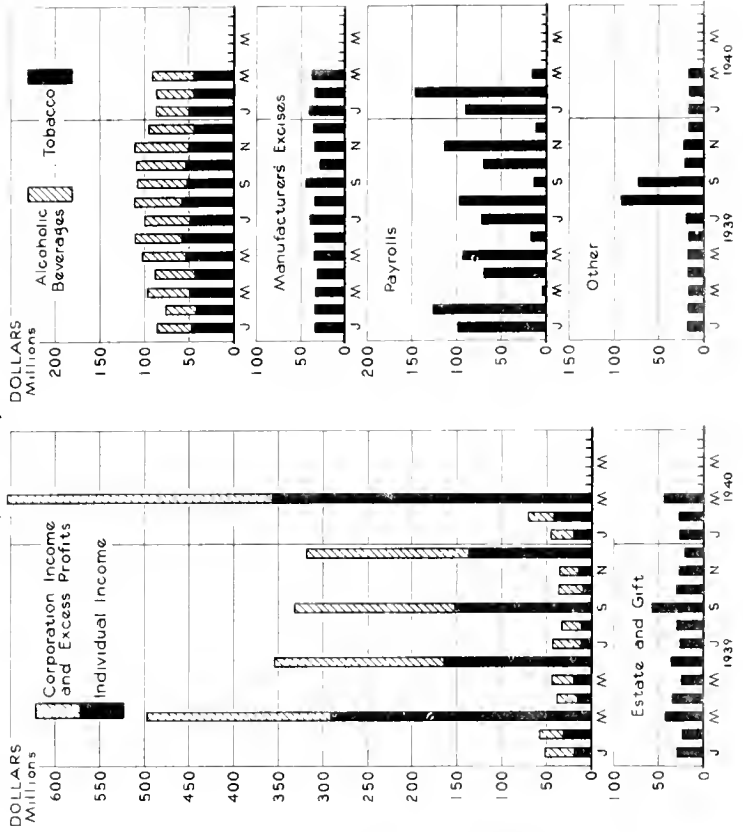 DOLLARS
Millions
600
550
500
450
400
350
300
250
200
150
100
50
0
Corporation Income
and Excess Profits
Individual Income
J M M J S N J M M M
Estate and Gift
100
50
0
J M M J S N J M M M
1939 1940
DOLLARS
Millions
200
150
100
50
0
Alcoholic
Beverages
Tobacco
J M M J S N J M M M
Manufacturers' Excises
100
50
0
J M M J S N J M M M
Payrolls
200
150
100
50
0
J M M J S N J M M M
Other
150
100
50
0
J M M J S N J M M M
1939 1940